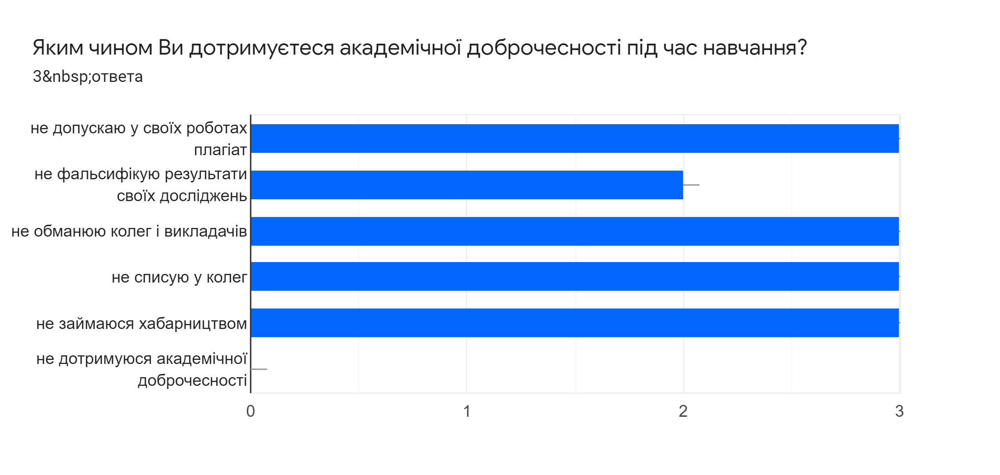 Яким чином Ви дотримуєтеся академічної доброчесності під час навчання?
3&nbsp;ответа
не допускаю у своїх роботах
плагіат
не фальсифікую результати
своїх досліджень
не обманюю колег і викладачів
не списую у колег
не займаюся хабарництвом
не дотримуюся академічної
доброчесності
0 1 2 3